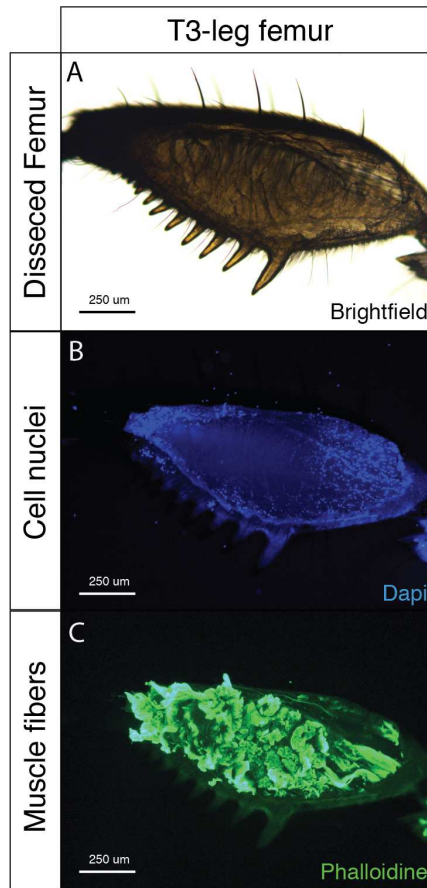 T3-leg femur
A
Disseced Femur
250 um
Brightfield
B
Cell nuclei
250 um
Dapi
C
Muscle fibers
250 um
Phalloidine